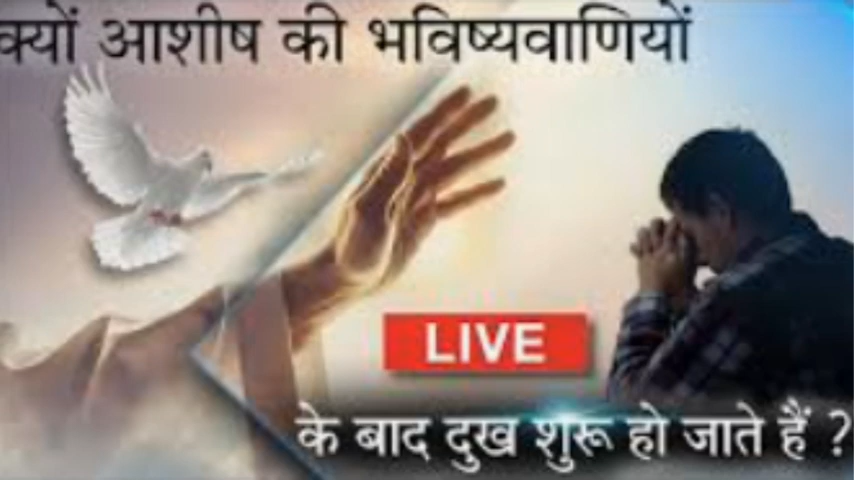 क्यों आशीष की भविष्यवाणियों
LIVE
के बाद दुख शुरू हो जाते हैं ?